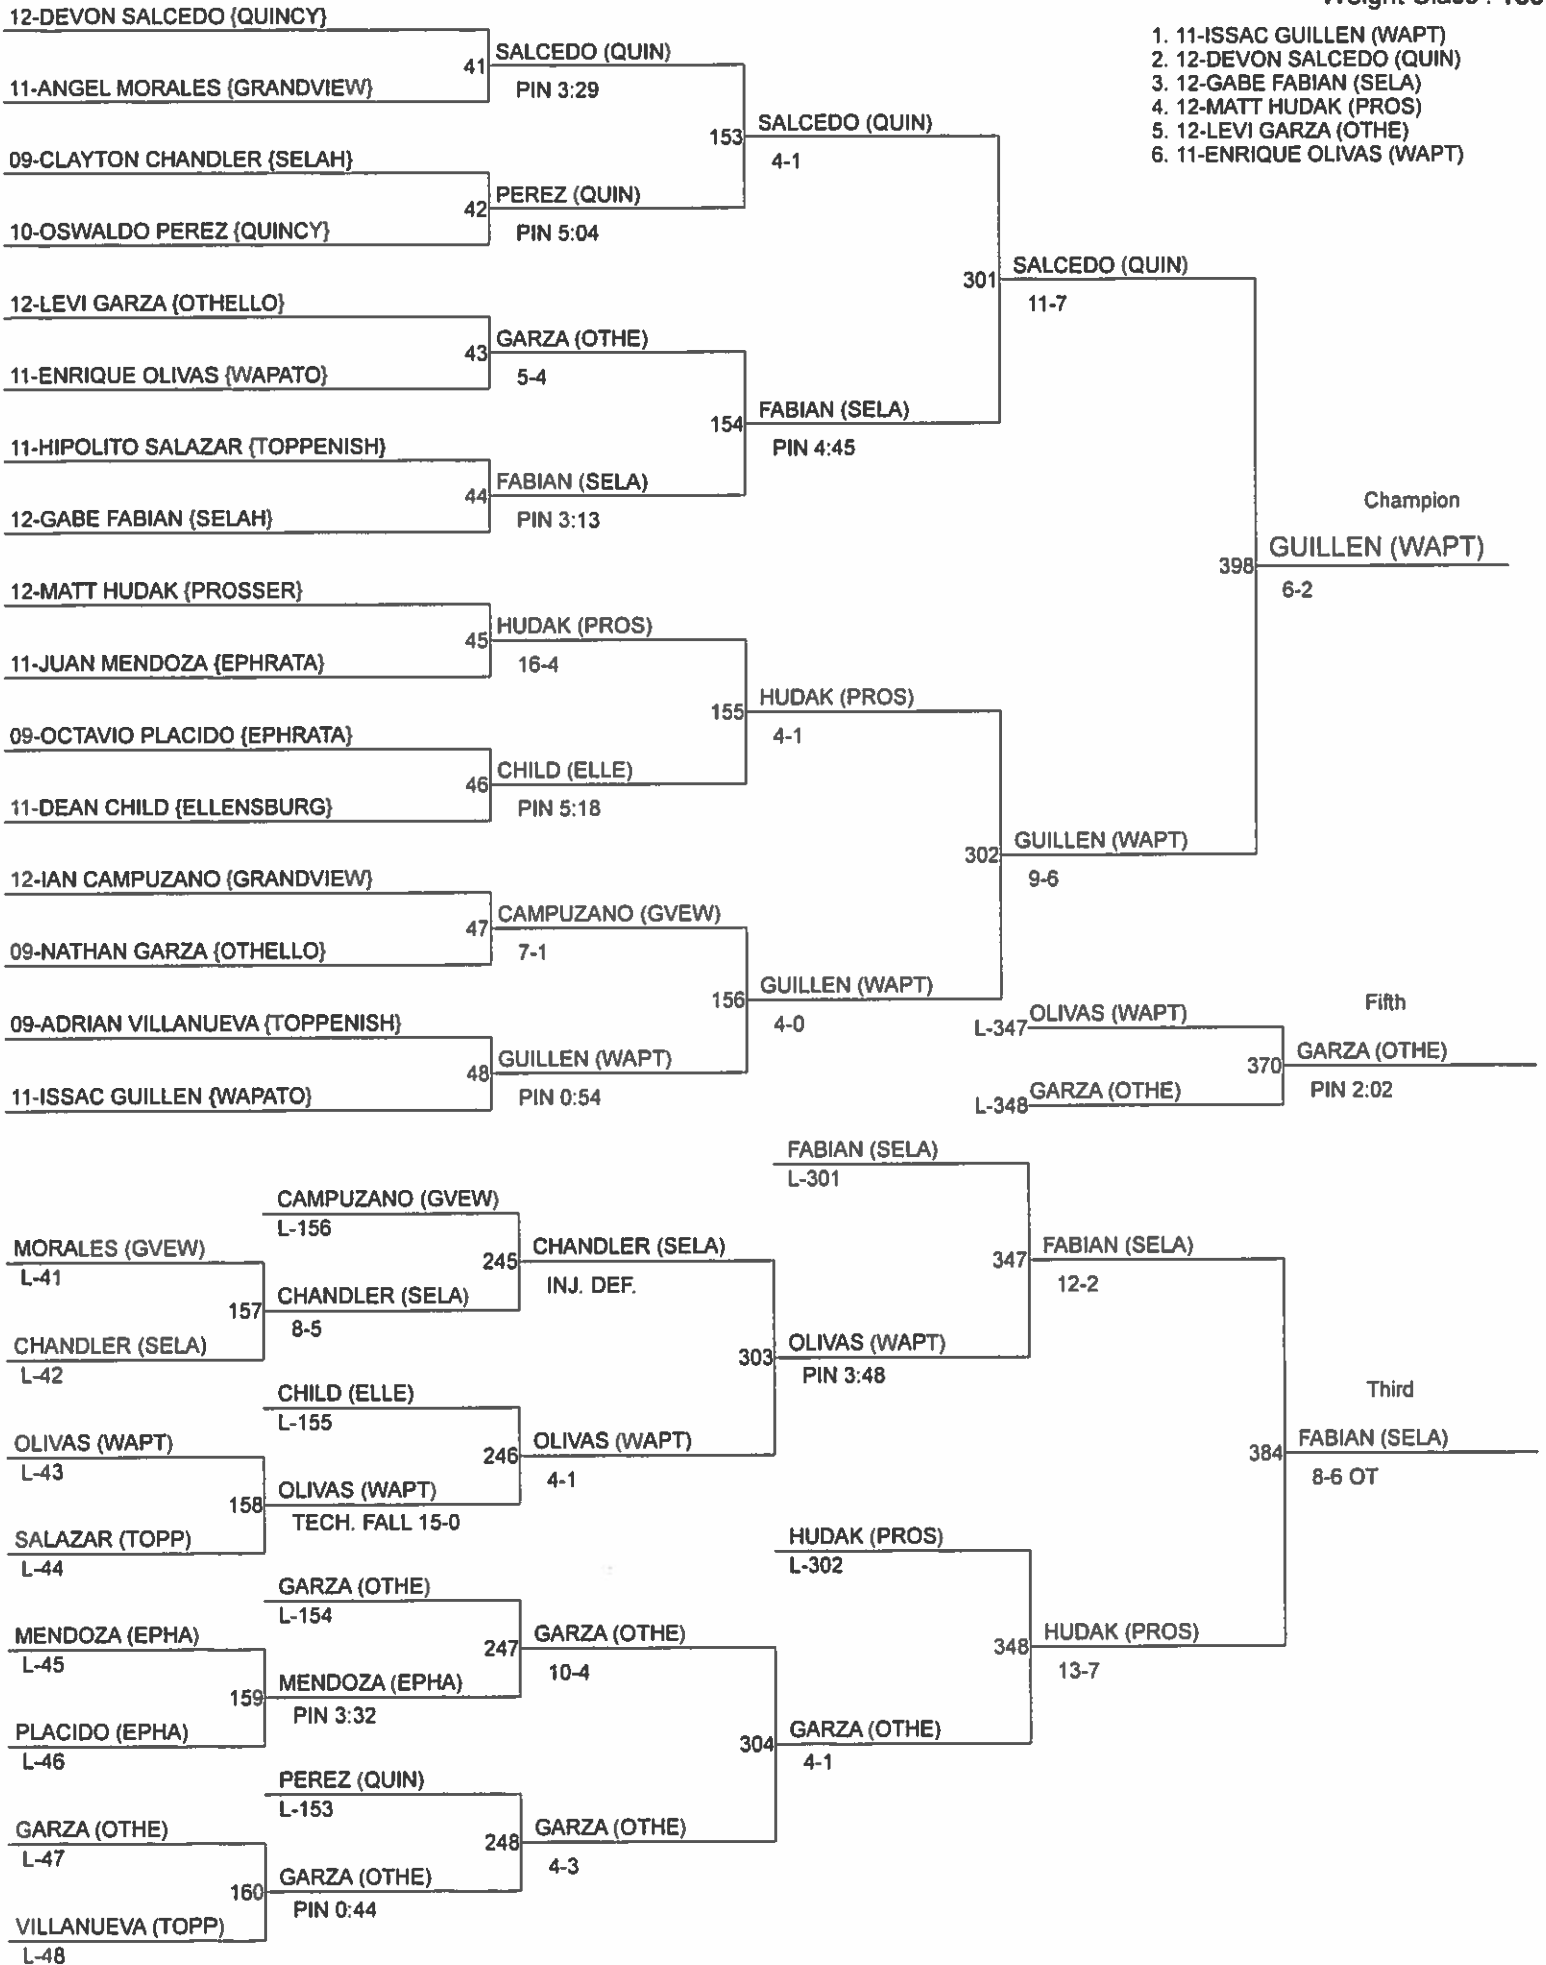 12-DEVON SALCEDO {QUINCY}
11-ANGEL MORALES {GRANDVIEW}
09-CLAYTON CHANDLER {SELAH}
10-OSWALDO PEREZ {QUINCY}
12-LEVI GARZA {OTHELLO}
11-ENRIQUE OLIVAS {WAPATO}
11-HIPOLITO SALAZAR {TOPPENISH}
12-GABE FABIAN {SELAH}
12-MATT HUDAK {PROSSER}
11-JUAN MENDOZA {EPHRATA}
09-OCTAVIO PLACIDO {EPHRATA}
11-DEAN CHILD {ELLENSBURG}
12-IAN CAMPUZANO {GRANDVIEW}
09-NATHAN GARZA {OTHELLO}
09-ADRIAN VILLANUEVA {TOPPENISH}
11-ISSAC GUILLEN {WAPATO}
41 SALCEDO (QUIN)
PIN 3:29
42 PEREZ (QUIN)
PIN 5:04
43 GARZA (OTHE)
5-4
44 FABIAN (SELA)
PIN 3:13
45 HUDAK (PROS)
16-4
46 CHILD (ELLE)
PIN 5:18
47 CAMPUZANO (GVEW)
7-1
48 GUILLEN (WAPT)
PIN 0:54
153 SALCEDO (QUIN)
4-1
154 FABIAN (SELA)
PIN 4:45
155 HUDAK (PROS)
4-1
156 GUILLEN (WAPT)
4-0
301 SALCEDO (QUIN)
11-7
302 GUILLEN (WAPT)
9-6
Weight Class :
1. 11-ISSAC GUILLEN (WAPT)
2. 12-DEVON SALCEDO (QUIN)
3. 12-GABE FABIAN (SELA)
4. 12-MATT HUDAK (PROS)
5. 12-LEVI GARZA (OTHE)
6. 11-ENRIQUE OLIVAS (WAPT)
Champion
398 GUILLEN (WAPT)
6-2
Fifth
L-347 OLIVAS (WAPT)
L-348 GARZA (OTHE)
370 GARZA (OTHE)
PIN 2:02
MORALES (GVEW)
L-41
CHANDLER (SELA)
L-42
OLIVAS (WAPT)
L-43
SALAZAR (TOPP)
L-44
MENDOZA (EPHA)
L-45
PLACIDO (EPHA)
L-46
GARZA (OTHE)
L-47
VILLANUEVA (TOPP)
L-48
CAMPUZANO (GVEW)
L-156
157 CHANDLER (SELA)
8-5
CHILD (ELLE)
L-155
158 OLIVAS (WAPT)
TECH. FALL 15-0
GARZA (OTHE)
L-154
159 MENDOZA (EPHA)
PIN 3:32
PEREZ (QUIN)
L-153
160 GARZA (OTHE)
PIN 0:44
245 CHANDLER (SELA)
INJ. DEF.
246 OLIVAS (WAPT)
4-1
247 GARZA (OTHE)
10-4
248 GARZA (OTHE)
4-3
FABIAN (SELA)
L-301
303 OLIVAS (WAPT)
PIN 3:48
HUDAK (PROS)
L-302
304 GARZA (OTHE)
4-1
347 FABIAN (SELA)
12-2
348 HUDAK (PROS)
13-7
Third
384 FABIAN (SELA)
8-6 OT